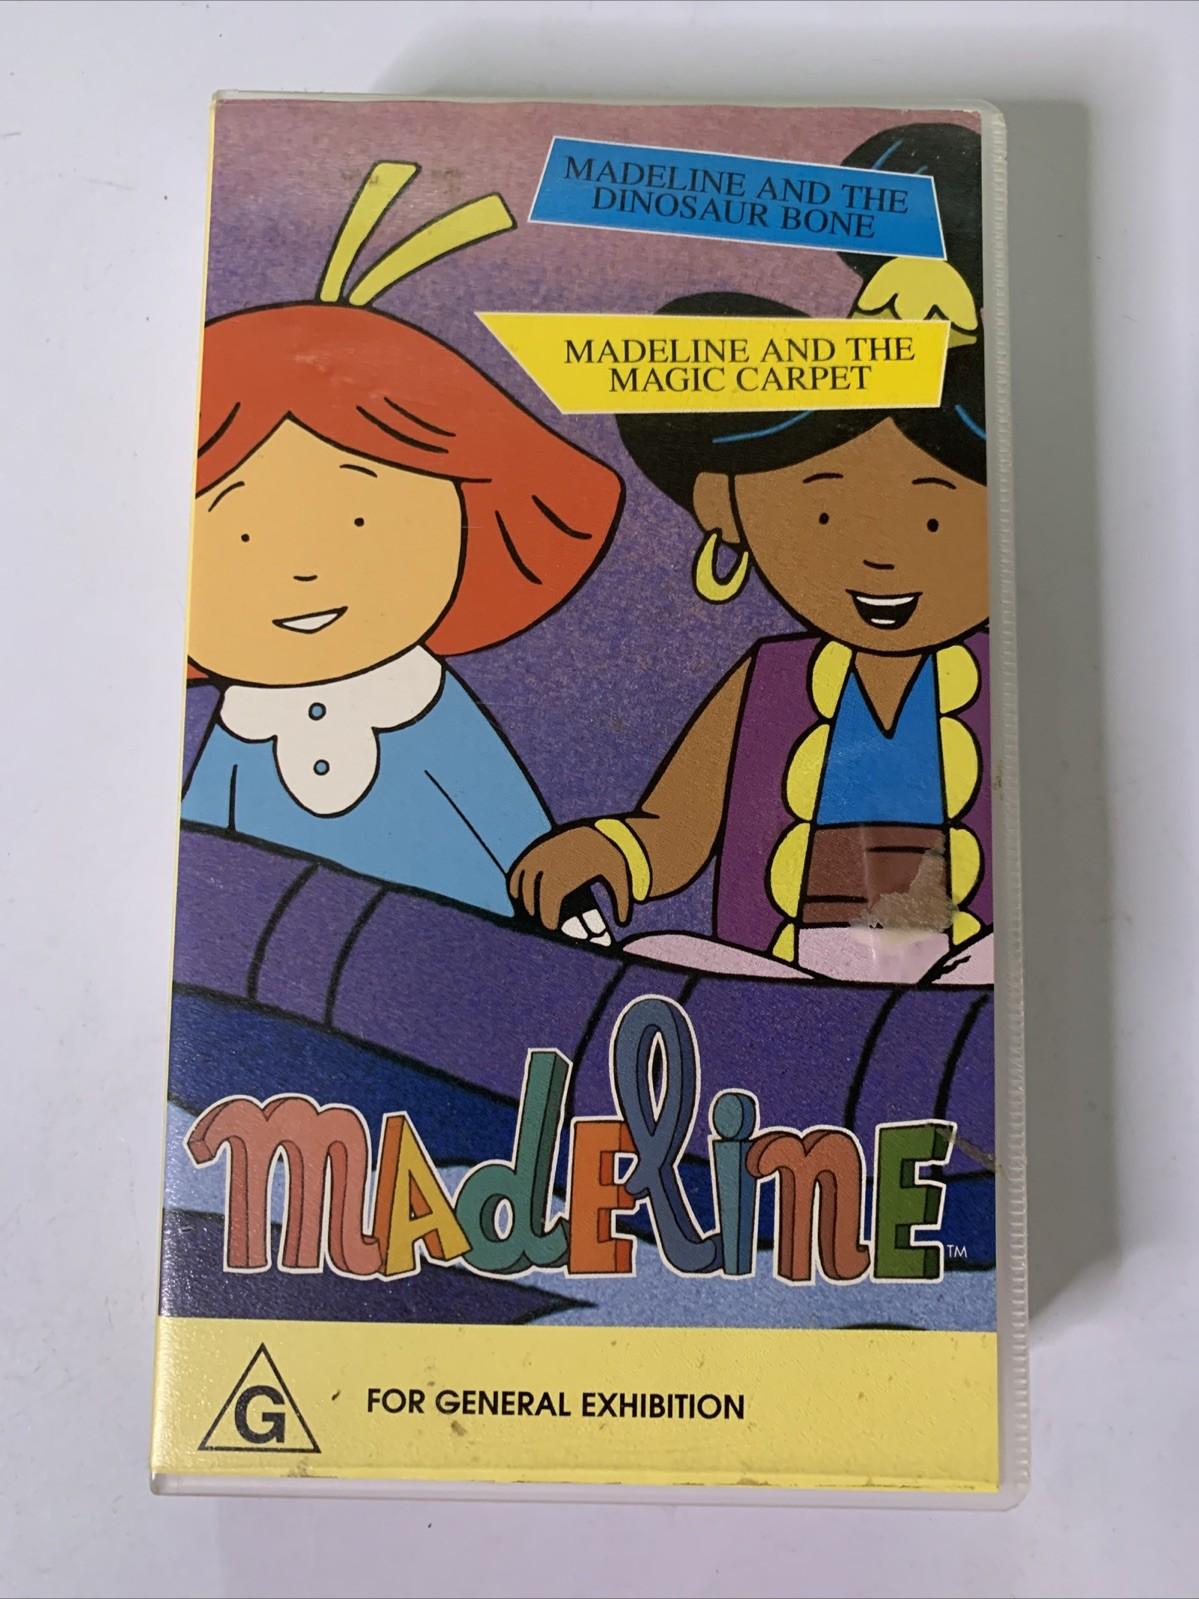 MADELINE AND THE
DINOSAUR BONE
MADELINE AND THE
MAGIC CARPET
madeline TM
G FOR GENERAL EXHIBITION